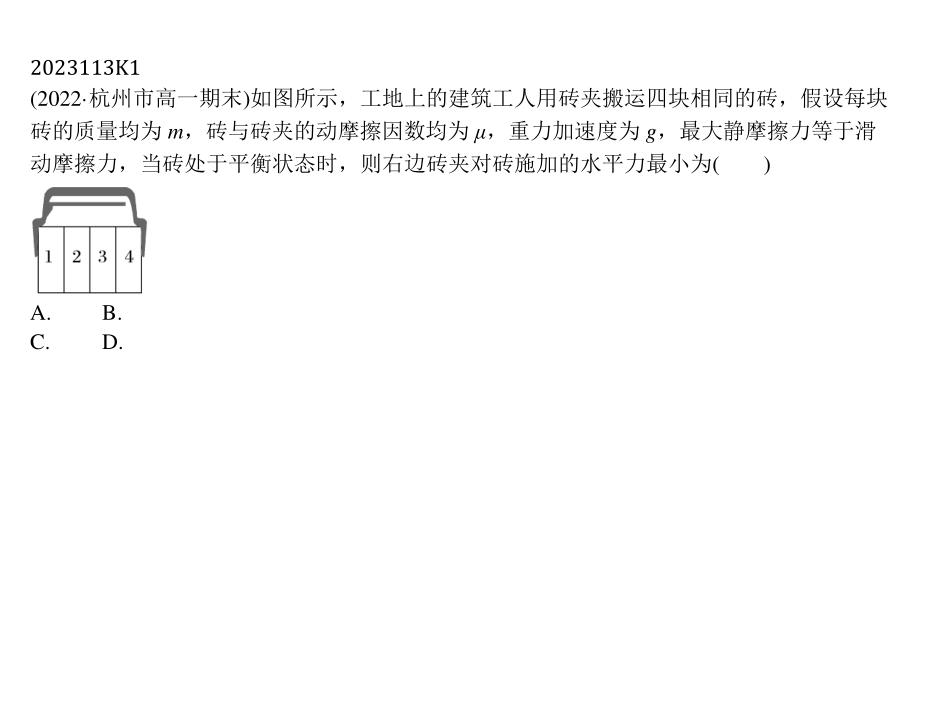 2023113K1
(2022·杭州市高一期末)如图所示，工地上的建筑工人用砖夹搬运四块相同的砖，假设每块
砖的质量均为 m，砖与砖夹的动摩擦因数均为 μ，重力加速度为 g，最大静摩擦力等于滑
动摩擦力，当砖处于平衡状态时，则右边砖夹对砖施加的水平力最小为(　　)
1 2 3 4
A. B.
C. D.